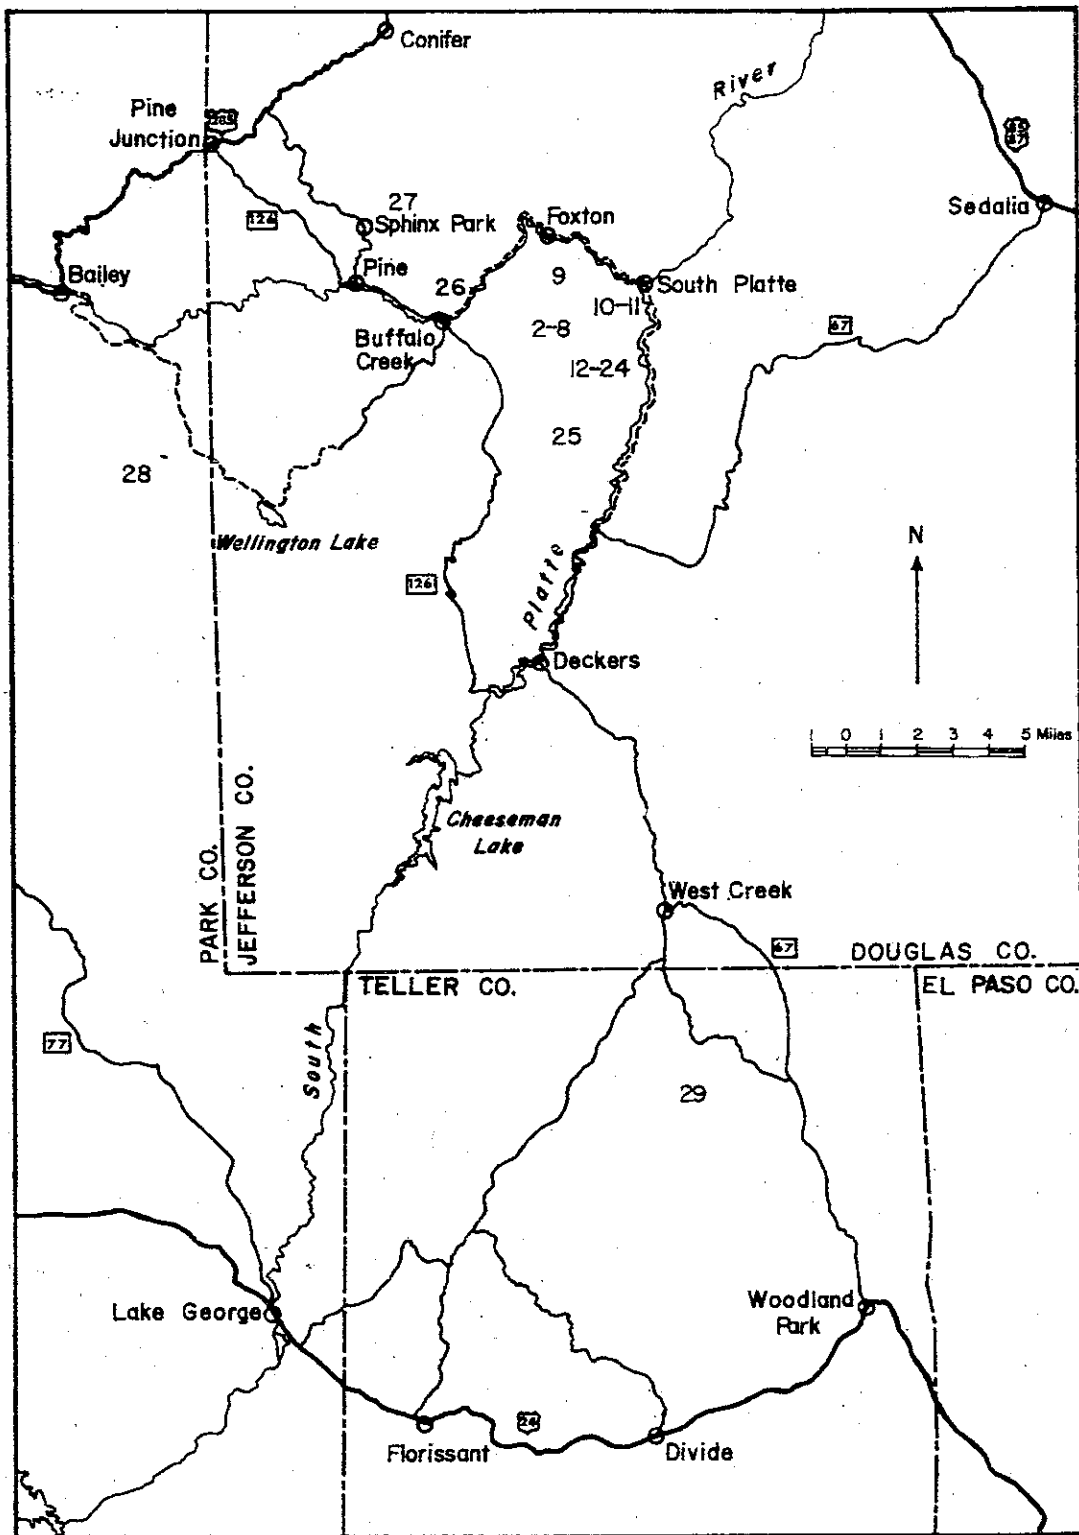 Conifer
River
Pine
Junction
285
85
87
27
Sedalia
126
Sphinx Park
Foxton
Bailey
Pine
9
South Platte
26
10-11
2-8
67
Buffalo
Creek
12-24
25
28
Wellington Lake
N
126
Platte
Deckers
1 0 1 2 3 4 5 Miles
Cheeseman
Lake
PARK CO.
JEFFERSON CO.
West Creek
67
DOUGLAS CO.
TELLER CO.
EL PASO CO.
77
South
29
Lake George
Woodland
Park
24
Florissant
Divide